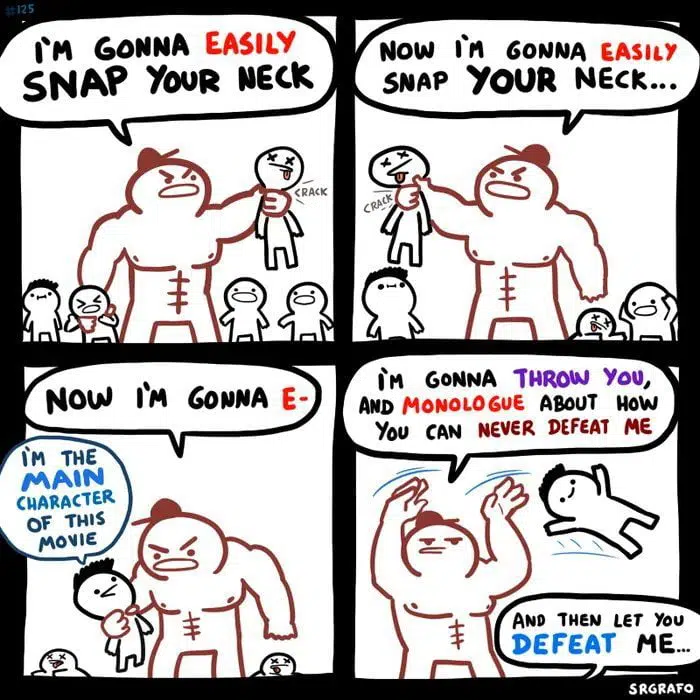 #125
I'M GONNA EASILY
SNAP YOUR NECK
CRACK
NOW I'M GONNA EASILY
SNAP YOUR NECK...
CRACK
NOW I'M GONNA E-
I'M THE
MAIN
CHARACTER
OF THIS
MOVIE
I'M GONNA THROW YOU,
AND MONOLOGUE ABOUT HOW
YOU CAN NEVER DEFEAT ME
AND THEN LET YOU
DEFEAT ME...
SRGRAFO